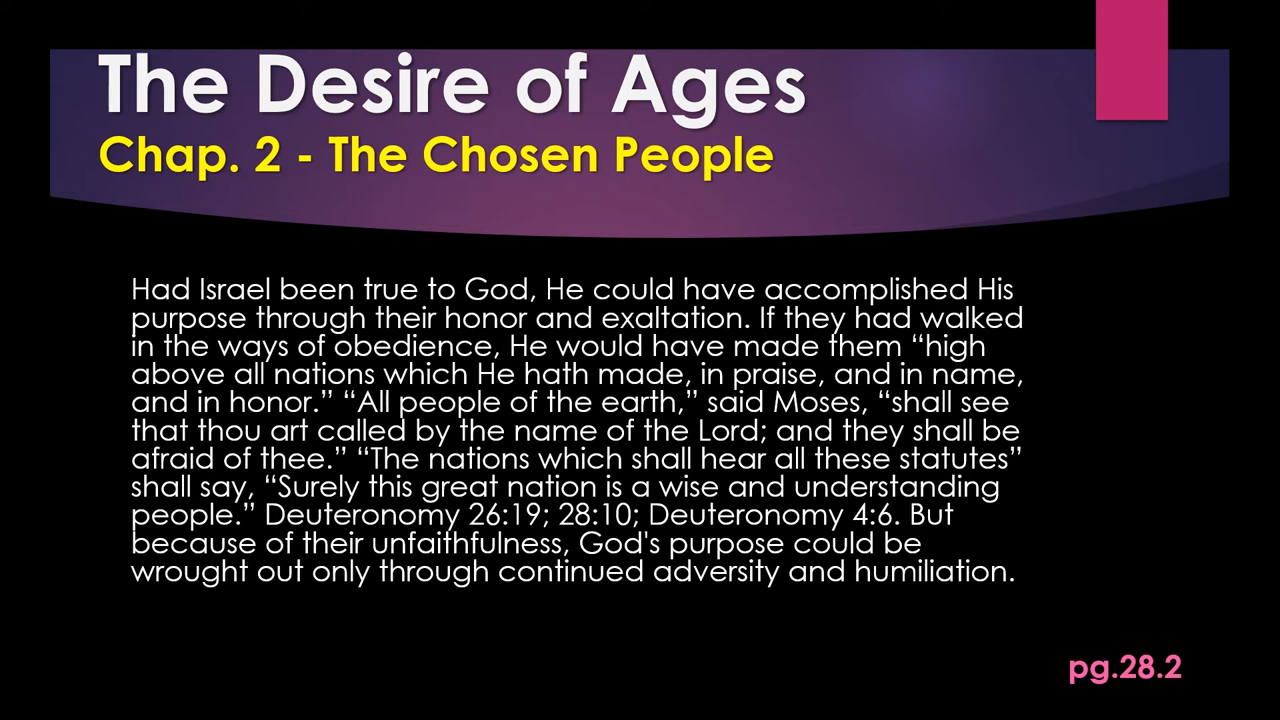 The Desire of Ages
Chap. 2 - The Chosen People
Had Israel been true to God, He could have accomplished His
purpose through their honor and exaltation. If they had walked
in the ways of obedience, He would have made them “high
above all nations which He hath made, in praise, and in name,
and in honor.” “All people of the earth,” said Moses, “shall see
that thou art called by the name of the Lord; and they shall be
afraid of thee.” “The nations which shall hear all these statutes”
shall say, “Surely this great nation is a wise and understanding
people.” Deuteronomy 26:19; 28:10; Deuteronomy 4:6. But
because of their unfaithfulness, God's purpose could be
wrought out only through continued adversity and humiliation.
pg.28.2